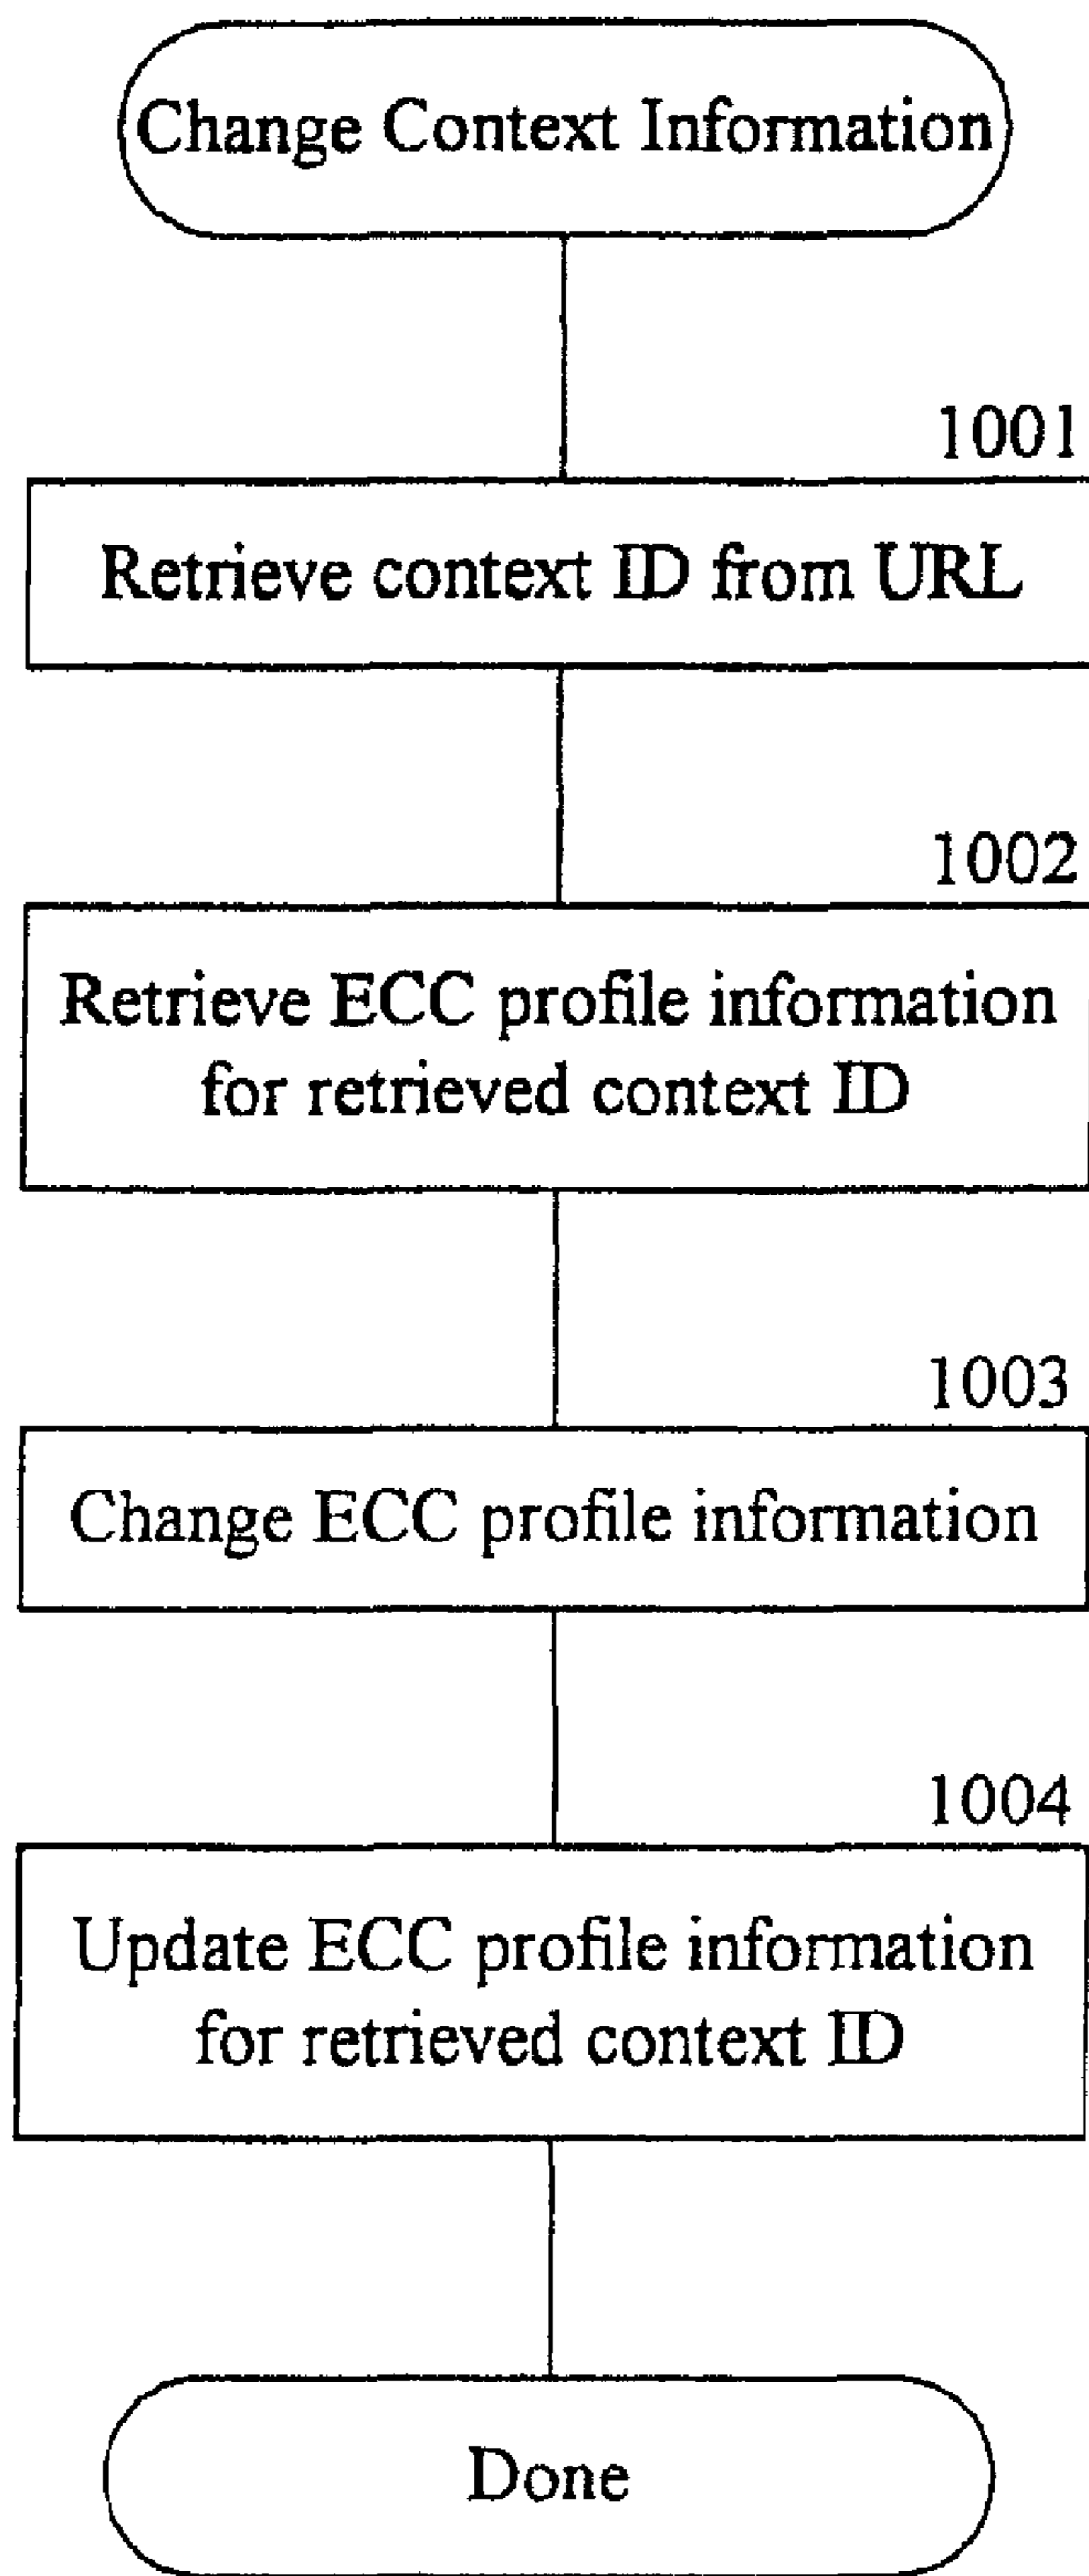 Change Context Information
1001
Retrieve context ID from URL
1002
Retrieve ECC profile information
for retrieved context ID
1003
Change ECC profile information
1004
Update ECC profile information
for retrieved context ID
Done